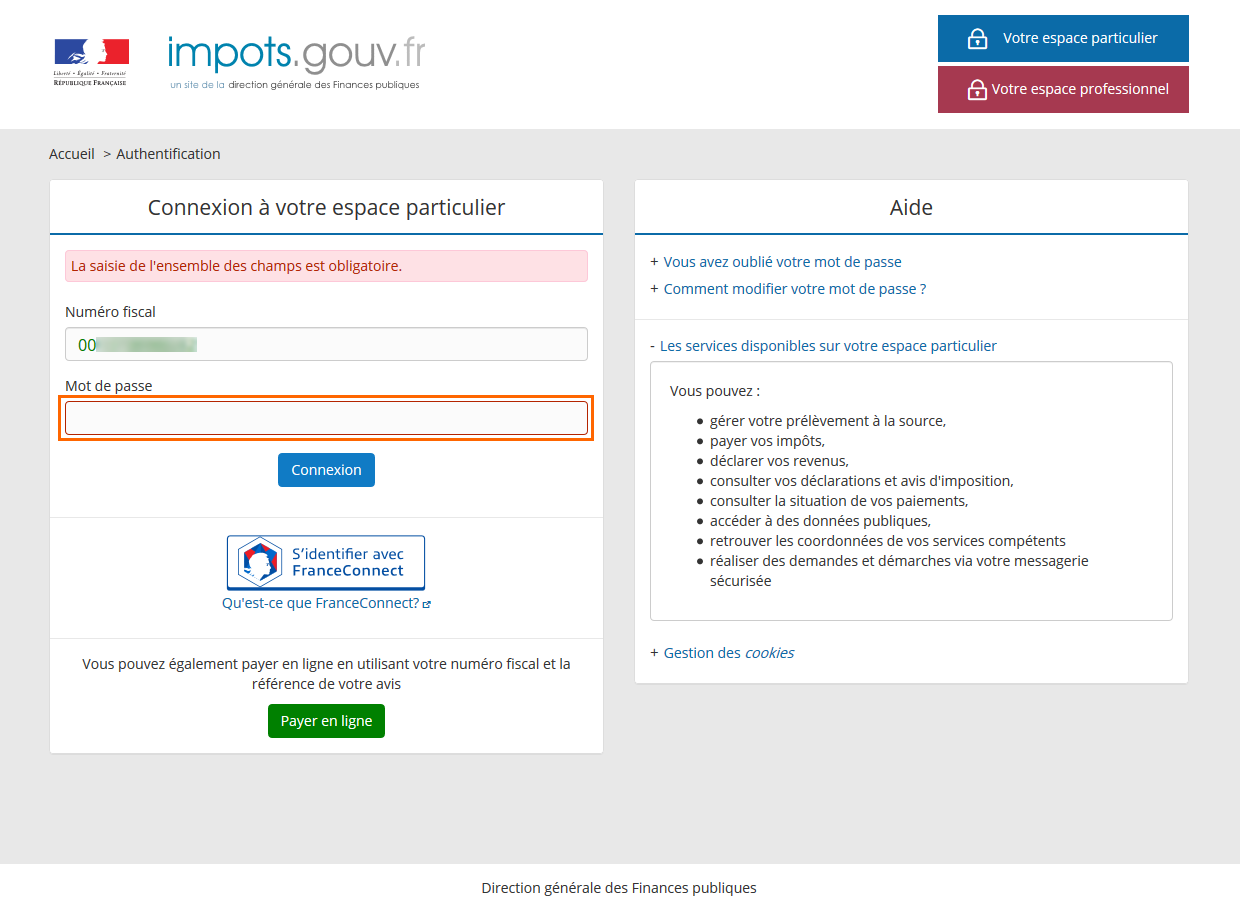 Liberté • Égalité • Fraternité
RÉPUBLIQUE FRANÇAISE
impots.gouv.fr
un site de la direction générale des Finances publiques
Votre espace particulier
Votre espace professionnel
Accueil > Authentification
Connexion à votre espace particulier
La saisie de l'ensemble des champs est obligatoire.
Numéro fiscal
00
Mot de passe
Connexion
S'identifier avec
FranceConnect
Qu'est-ce que FranceConnect?
Vous pouvez également payer en ligne en utilisant votre numéro fiscal et la
référence de votre avis
Payer en ligne
Aide
+ Vous avez oublié votre mot de passe
+ Comment modifier votre mot de passe ?
- Les services disponibles sur votre espace particulier
Vous pouvez :
• gérer votre prélèvement à la source,
• payer vos impôts,
• déclarer vos revenus,
• consulter vos déclarations et avis d'imposition,
• consulter la situation de vos paiements,
• accéder à des données publiques,
• retrouver les coordonnées de vos services compétents
• réaliser des demandes et démarches via votre messagerie
sécurisée
+ Gestion des cookies
Direction générale des Finances publiques